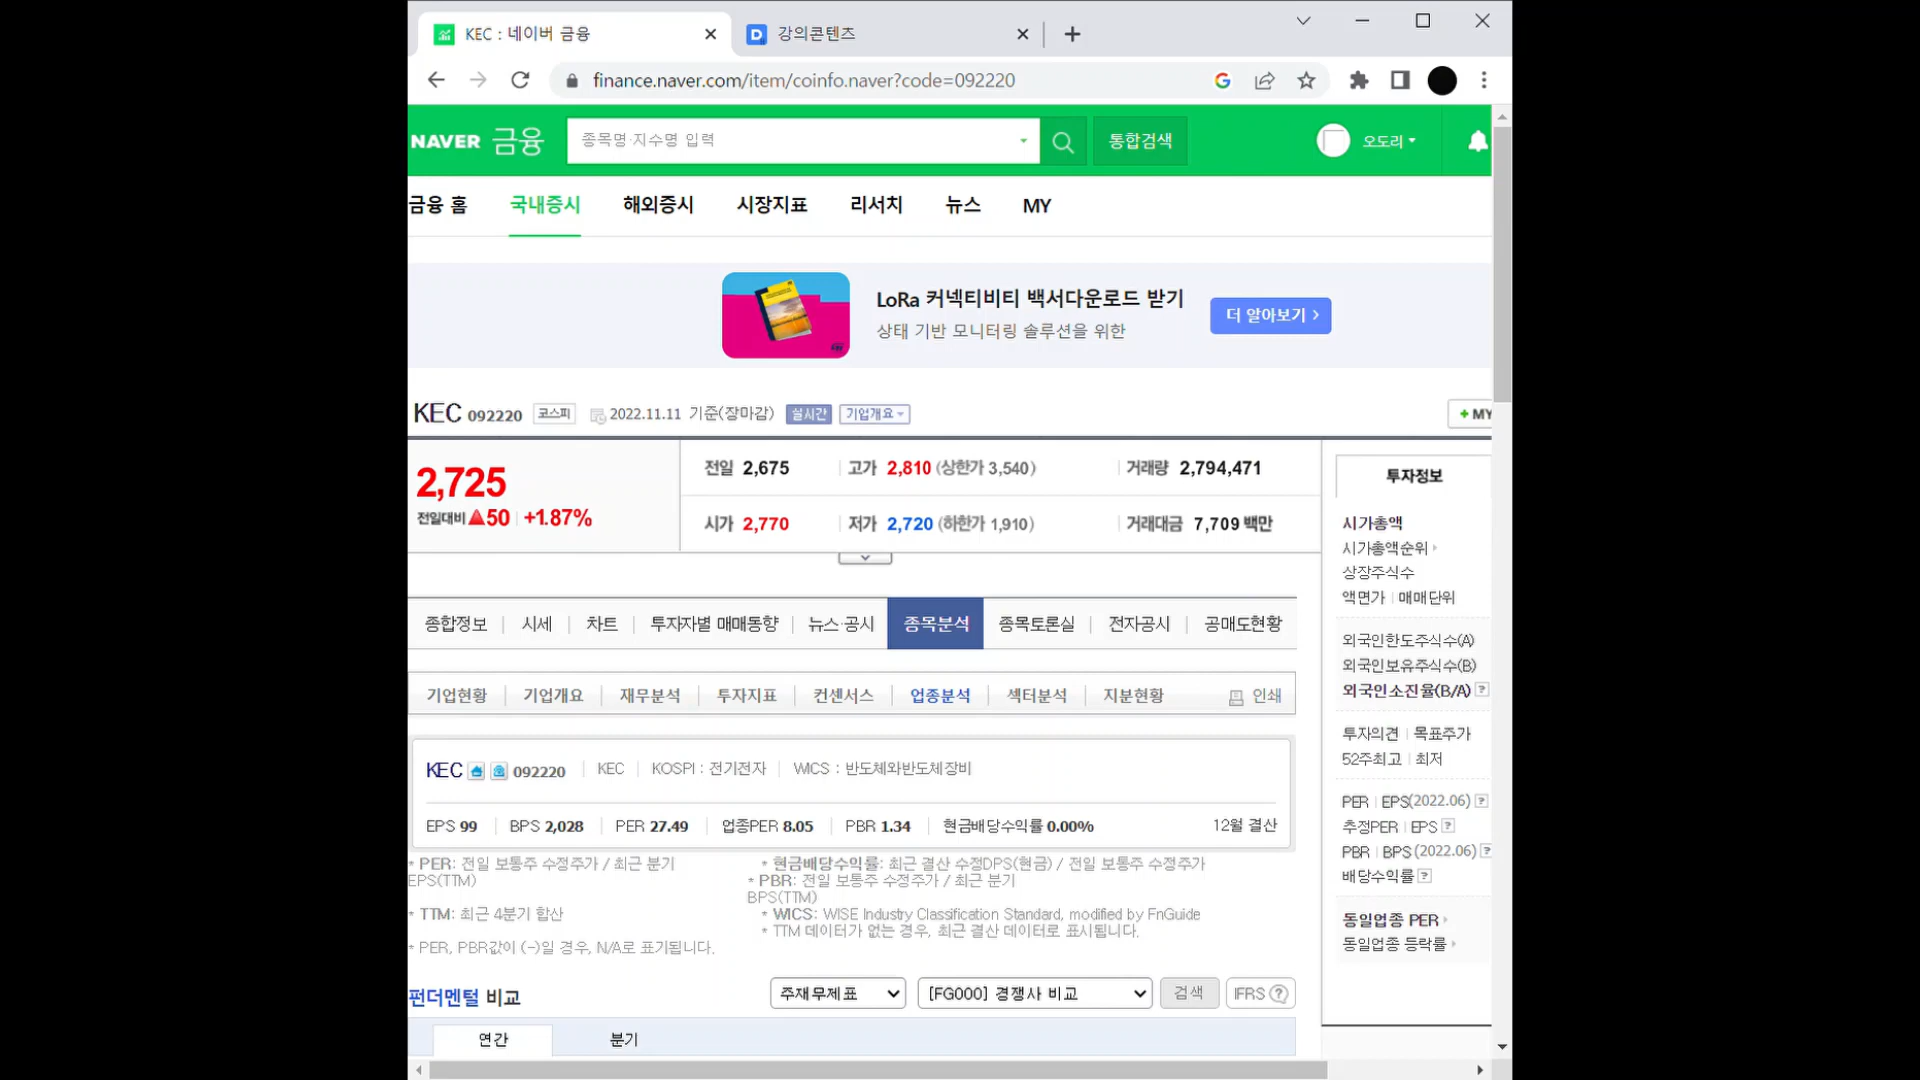 KEC : 네이버 금융
강의콘텐츠
finance.naver.com/item/coinfo.naver?code=092220
NAVER 금융
종목명·지수명 입력
통합검색
오도리
금융 홈 국내증시 해외증시 시장지표 리서치 뉴스 MY
LoRa 커넥티비티 백서다운로드 받기
상태 기반 모니터링 솔루션을 위한
더 알아보기 >
KEC 092220 코스피 2022.11.11 기준(장마감) 실시간 기업개요
+ MY
2,725
전일대비 ▲50 +1.87%
전일 2,675 고가 2,810 (상한가 3,540) 거래량 2,794,471
시가 2,770 저가 2,720 (하한가 1,910) 거래대금 7,709 백만
투자정보
시가총액
시가총액순위
상장주식수
액면가 매매단위
외국인한도주식수(A)
외국인보유주식수(B)
외국인소진율(B/A) ?
투자의견 목표주가
52주최고 최저
PER EPS(2022.06) ?
추정PER EPS ?
PBR BPS (2022.06) ?
배당수익률 ?
동일업종 PER
동일업종 등락률
종합정보 시세 차트 투자자별 매매동향 뉴스·공시 종목분석 종목토론실 전자공시 공매도현황
기업현황 기업개요 재무분석 투자지표 컨센서스 업종분석 섹터분석 지분현황 인쇄
KEC 092220 KEC KOSPI : 전기전자 WICS : 반도체와반도체장비
EPS 99 BPS 2,028 PER 27.49 업종PER 8.05 PBR 1.34 현금배당수익률 0.00% 12월 결산
* PER: 전일 보통주 수정주가 / 최근 분기
EPS(TTM)
* TTM: 최근 4분기 합산
* PER, PBR값이 (-)일 경우, N/A로 표기됩니다.
* 현금배당수익률: 최근 결산 수정DPS(현금) / 전일 보통주 수정주가
* PBR: 전일 보통주 수정주가 / 최근 분기
BPS(TTM)
* WICS: WISE Industry Classification Standard, modified by FnGuide
* TTM 데이터가 없는 경우, 최근 결산 데이터로 표시됩니다.
펀더멘털 비교
주재무제표
[FG000] 경쟁사 비교
검색
IFRS ?
연간 분기